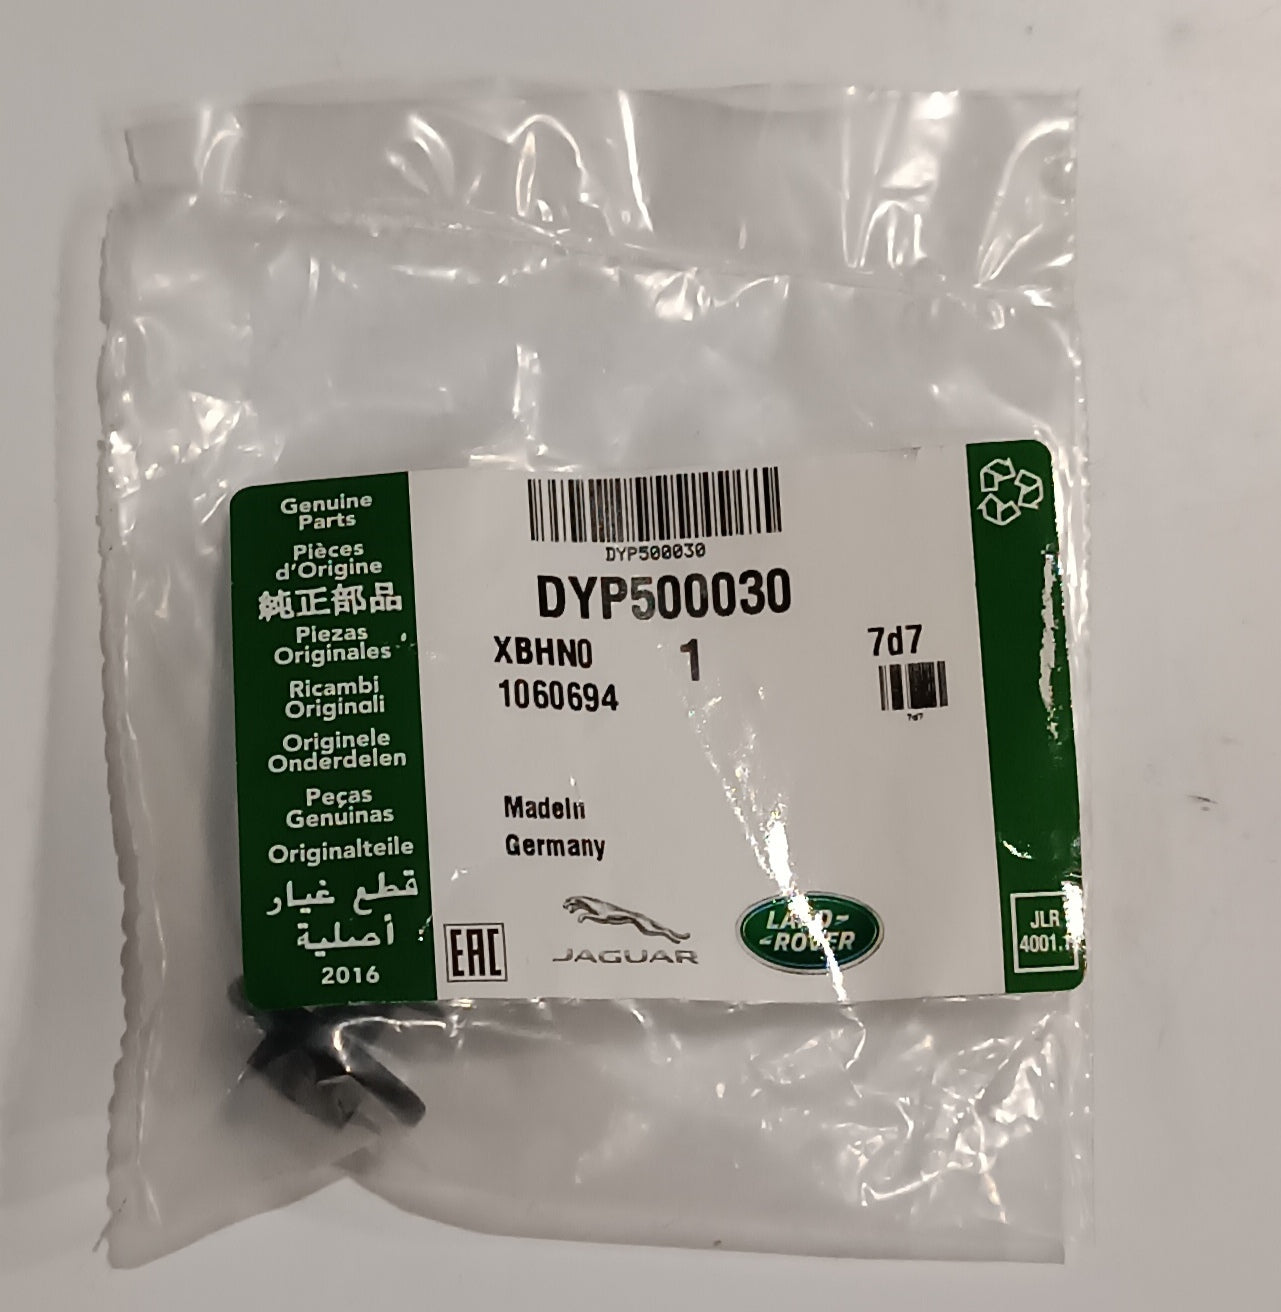 Genuine
Parts
Pièces
d'Origine
純正部品
Piezas
Originales
Ricambi
Originali
Originele
Onderdelen
Peças
Genuinas
Originalteile
قطع غيار
أصلية
2016
DYP500030
DYP500030
XBHN0 1 7d7
1060694
7d7
MadeIn
Germany
EAC
JAGUAR
LAND-
-ROVER
JLR